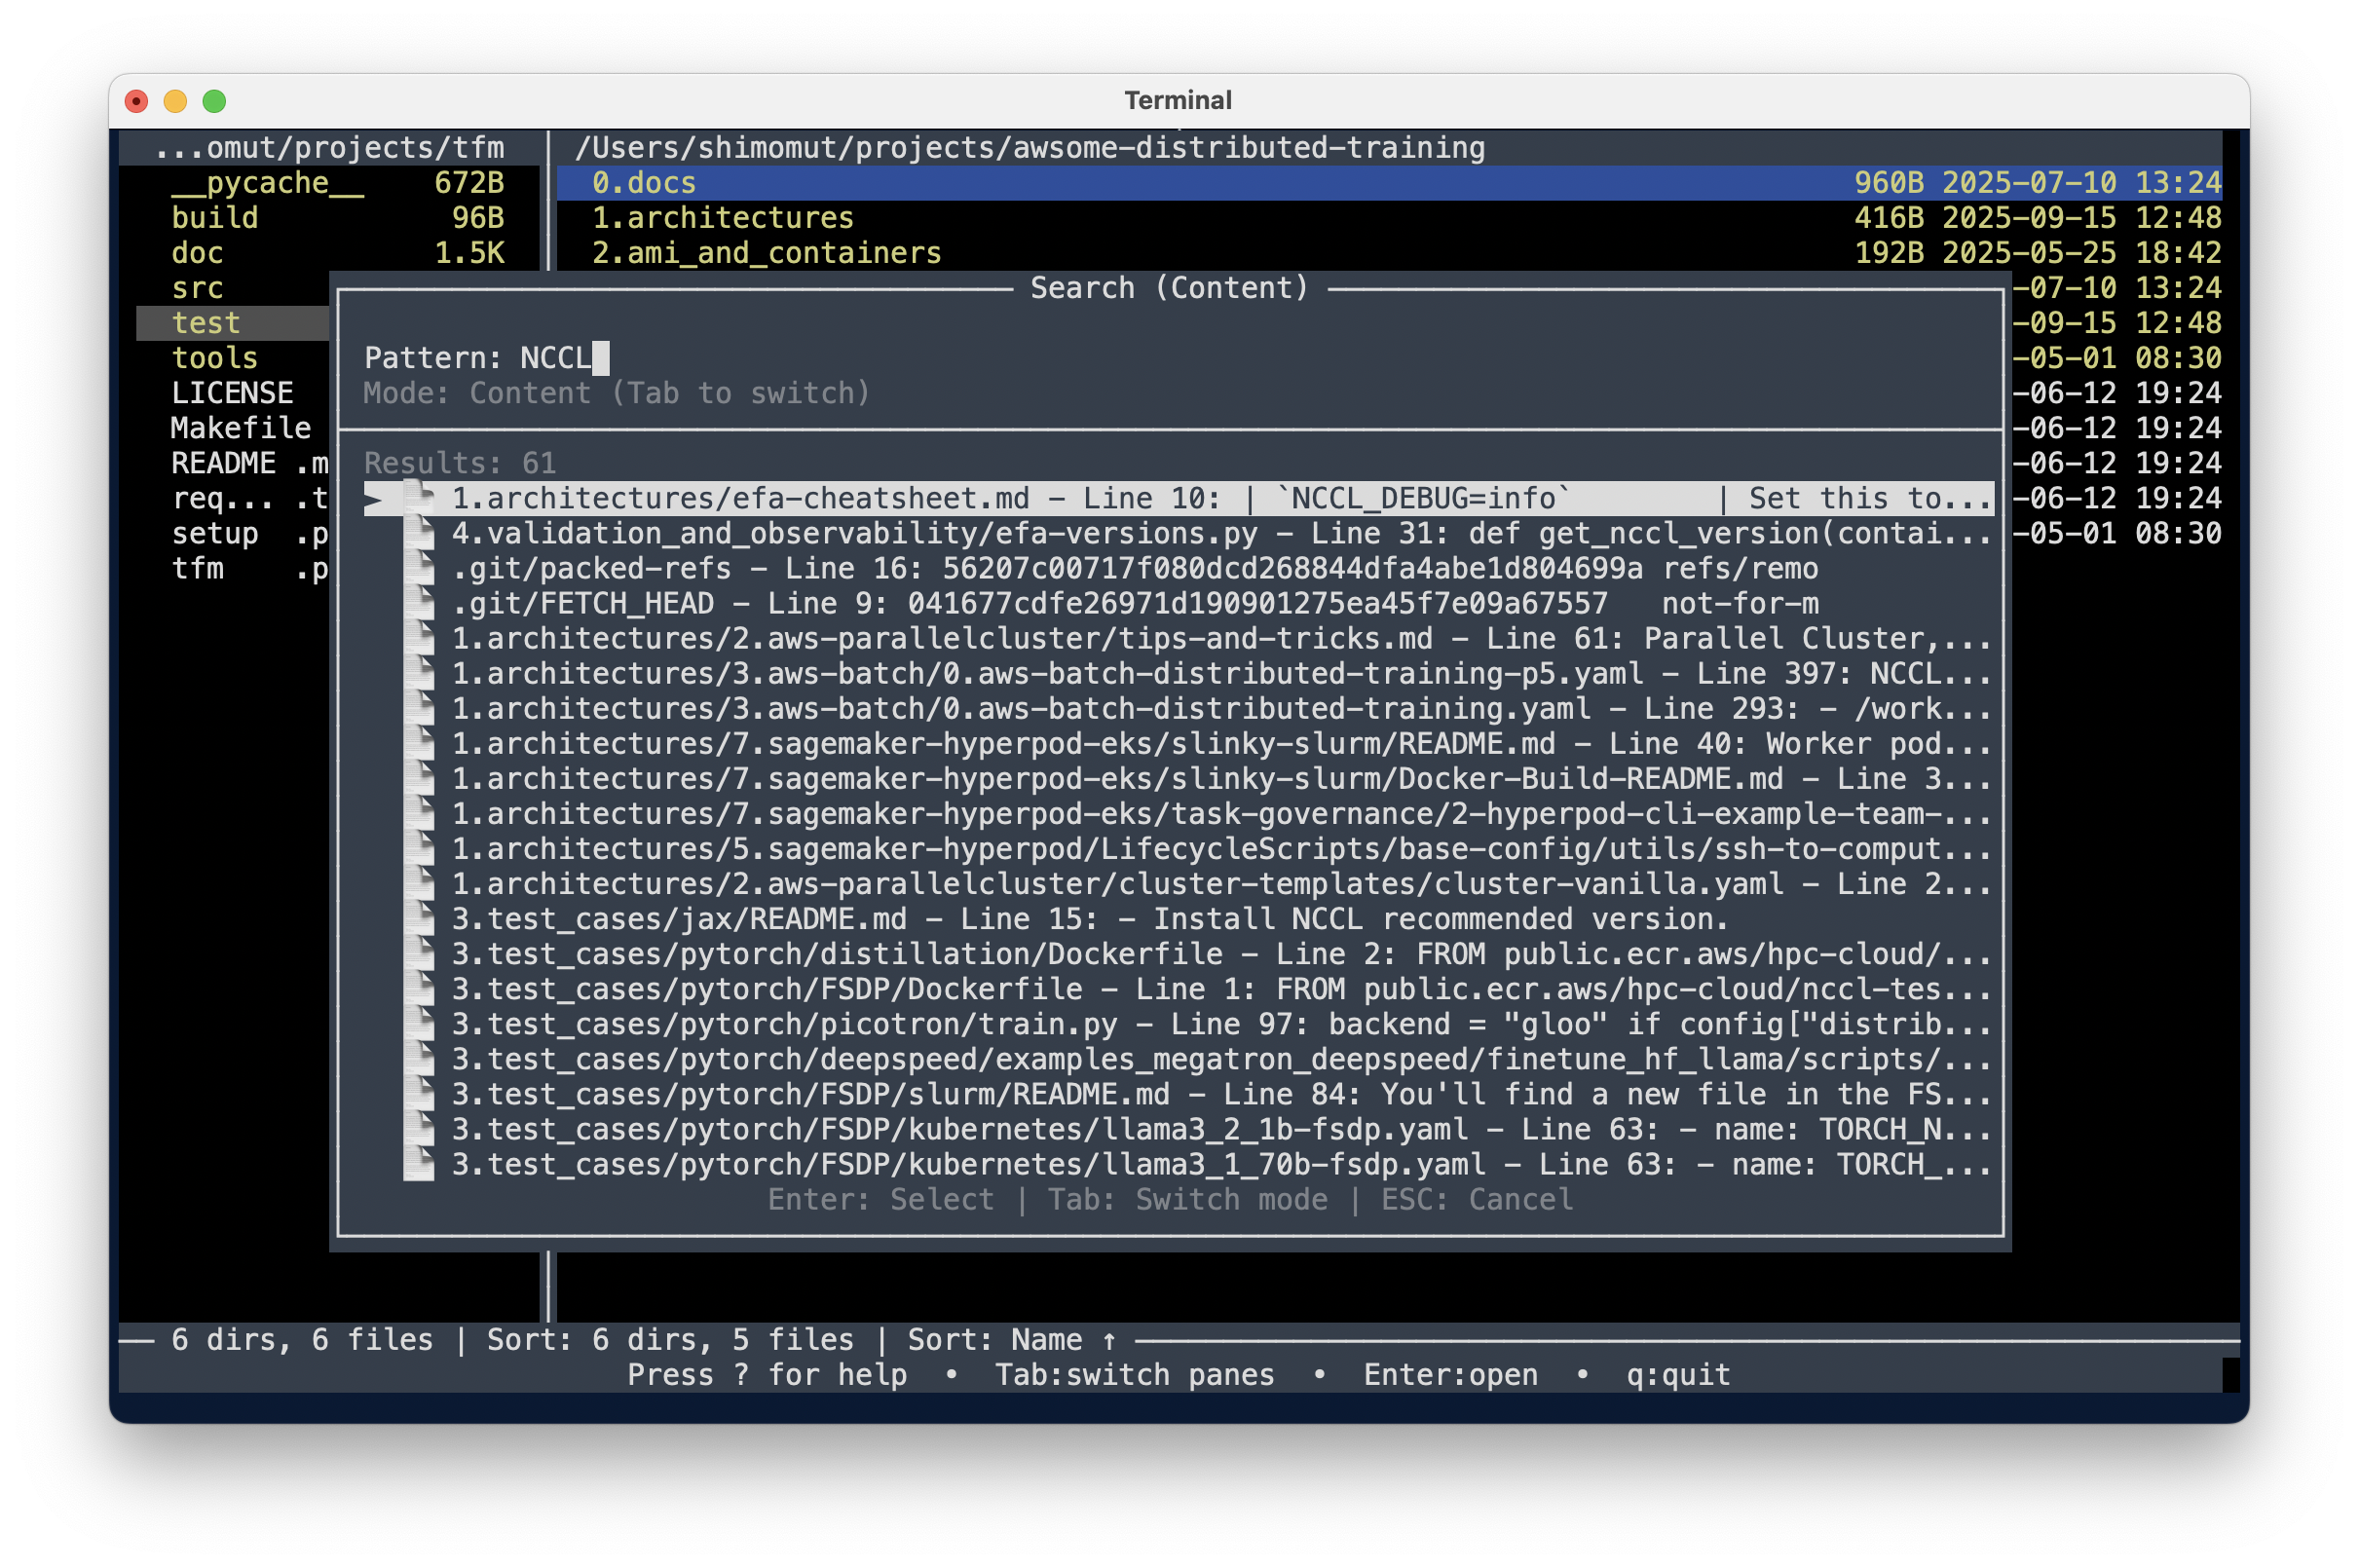 Terminal
...omut/projects/tfm | /Users/shimomut/projects/awsome-distributed-training
__pycache__ 672B 0.docs 960B 2025-07-10 13:24
build 96B 1.architectures 416B 2025-09-15 12:48
doc 1.5K 2.ami_and_containers 192B 2025-05-25 18:42
src Search (Content) -07-10 13:24
test -09-15 12:48
tools Pattern: NCCL -05-01 08:30
LICENSE Mode: Content (Tab to switch) -06-12 19:24
Makefile -06-12 19:24
README .m Results: 61 -06-12 19:24
req... .t ► 1.architectures/efa-cheatsheet.md - Line 10: | `NCCL_DEBUG=info` | Set this to... -06-12 19:24
setup .p 4.validation_and_observability/efa-versions.py - Line 31: def get_nccl_version(contai... -05-01 08:30
tfm .p .git/packed-refs - Line 16: 56207c00717f080dcd268844dfa4abe1d804699a refs/remo
.git/FETCH_HEAD - Line 9: 041677cdfe26971d190901275ea45f7e09a67557 not-for-m
1.architectures/2.aws-parallelcluster/tips-and-tricks.md - Line 61: Parallel Cluster,...
1.architectures/3.aws-batch/0.aws-batch-distributed-training-p5.yaml - Line 397: NCCL...
1.architectures/3.aws-batch/0.aws-batch-distributed-training.yaml - Line 293: - /work...
1.architectures/7.sagemaker-hyperpod-eks/slinky-slurm/README.md - Line 40: Worker pod...
1.architectures/7.sagemaker-hyperpod-eks/slinky-slurm/Docker-Build-README.md - Line 3...
1.architectures/7.sagemaker-hyperpod-eks/task-governance/2-hyperpod-cli-example-team-...
1.architectures/5.sagemaker-hyperpod/LifecycleScripts/base-config/utils/ssh-to-comput...
1.architectures/2.aws-parallelcluster/cluster-templates/cluster-vanilla.yaml - Line 2...
3.test_cases/jax/README.md - Line 15: - Install NCCL recommended version.
3.test_cases/pytorch/distillation/Dockerfile - Line 2: FROM public.ecr.aws/hpc-cloud/...
3.test_cases/pytorch/FSDP/Dockerfile - Line 1: FROM public.ecr.aws/hpc-cloud/nccl-tes...
3.test_cases/pytorch/picotron/train.py - Line 97: backend = "gloo" if config["distrib...
3.test_cases/pytorch/deepspeed/examples_megatron_deepspeed/finetune_hf_llama/scripts/...
3.test_cases/pytorch/FSDP/slurm/README.md - Line 84: You'll find a new file in the FS...
3.test_cases/pytorch/FSDP/kubernetes/llama3_2_1b-fsdp.yaml - Line 63: - name: TORCH_N...
3.test_cases/pytorch/FSDP/kubernetes/llama3_1_70b-fsdp.yaml - Line 63: - name: TORCH_...
Enter: Select | Tab: Switch mode | ESC: Cancel
6 dirs, 6 files | Sort: 6 dirs, 5 files | Sort: Name ↑
Press ? for help • Tab:switch panes • Enter:open • q:quit